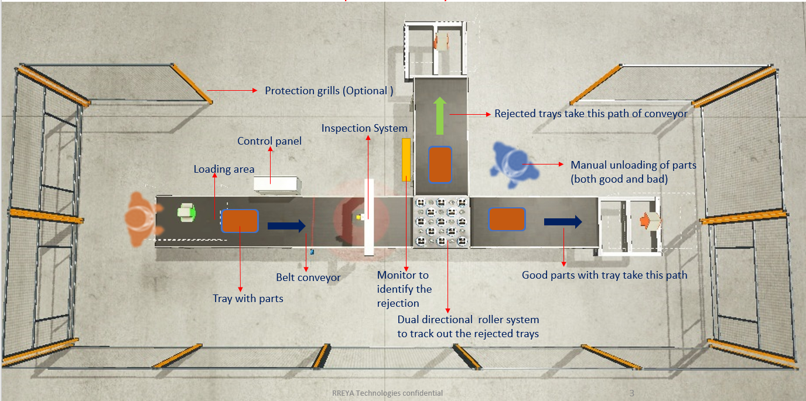 Protection grills (Optional )
Rejected trays take this path of conveyor
Inspection System
Control panel
Manual unloading of parts
(both good and bad)
Loading area
Belt conveyor
Monitor to
identify the
rejection
Good parts with tray take this path
Tray with parts
Dual directional roller system
to track out the rejected trays
RREYA Technologies confidential
3